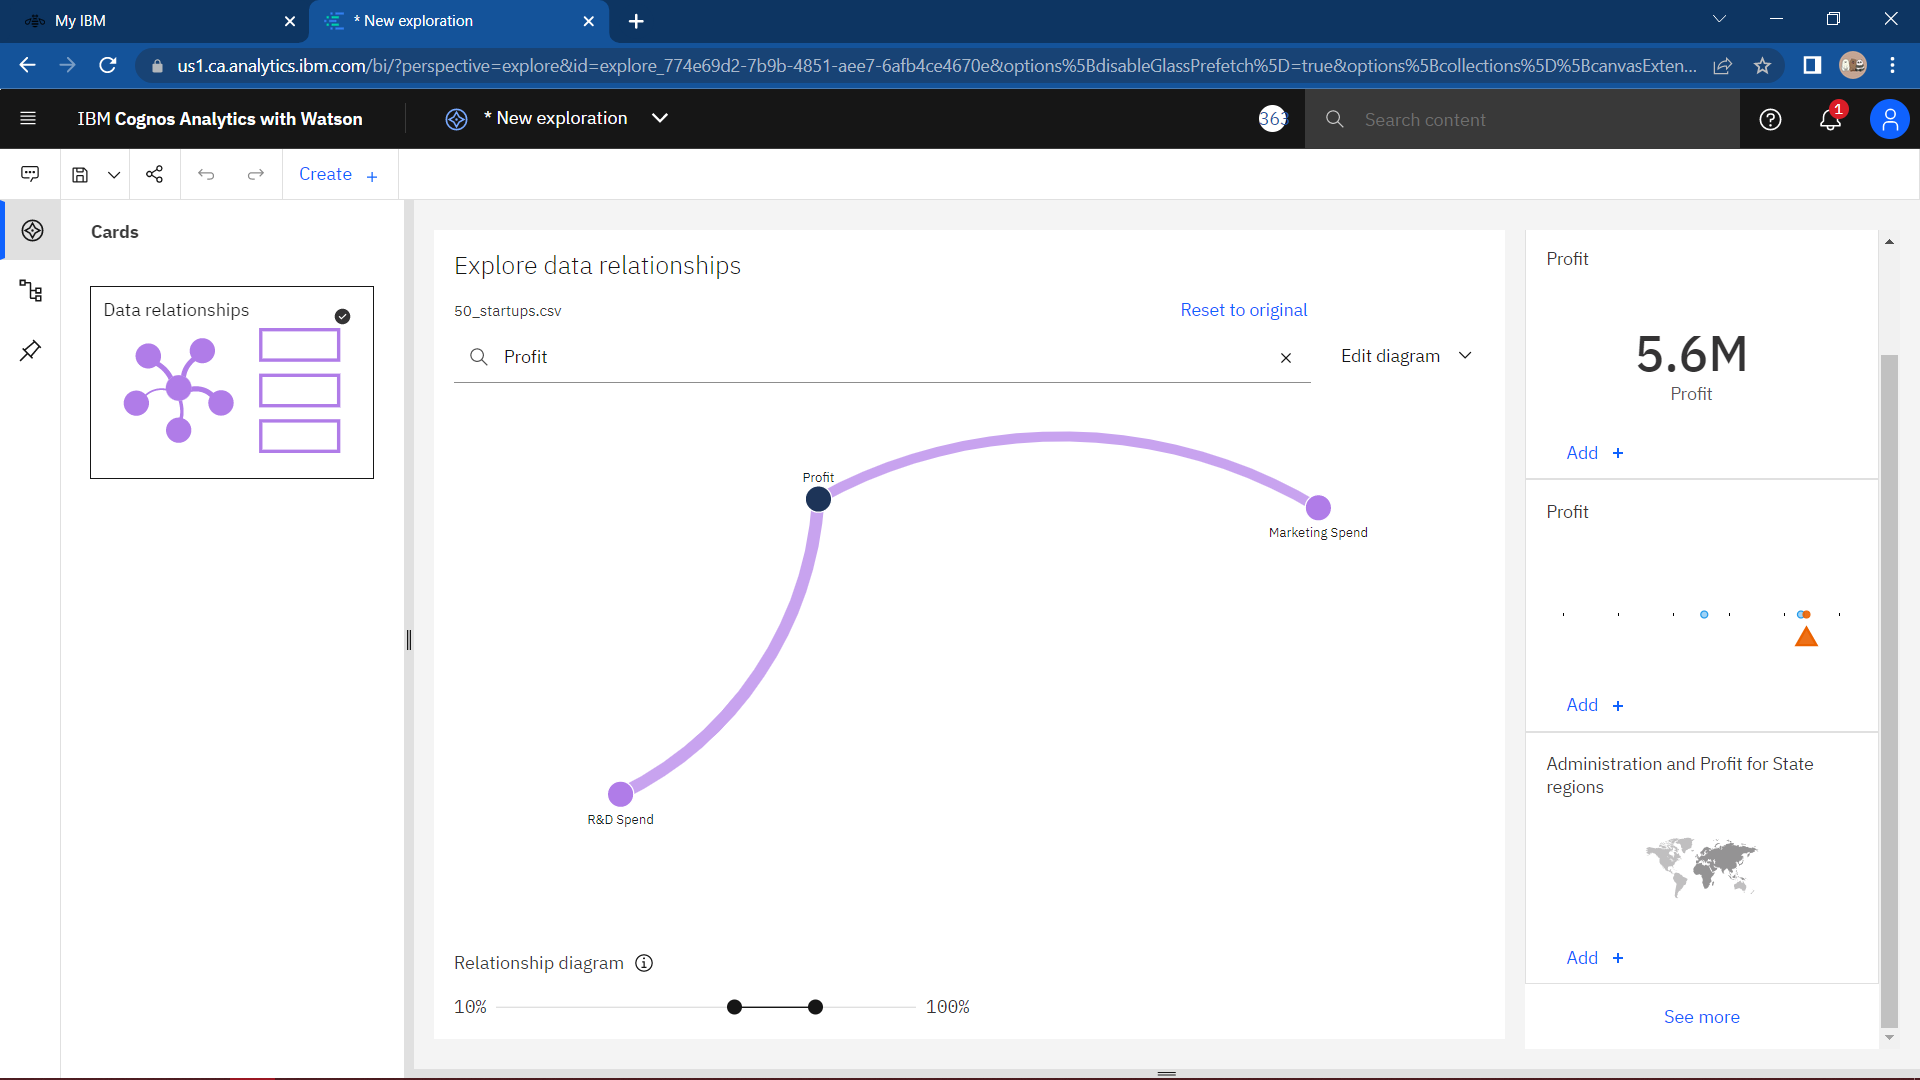 My IBM
* New exploration
us1.ca.analytics.ibm.com/bi/?perspective=explore&id=explore_774e69d2-7b9b-4851-aee7-6afb4ce4670e&options%5BdisableGlassPrefetch%5D=true&options%5Bcollections%5D%5BcanvasExten...
IBM Cognos Analytics with Watson
* New exploration
363
Search content
1
Create +
Cards
Data relationships
Explore data relationships
50_startups.csv
Reset to original
Profit
Edit diagram
Profit
Marketing Spend
R&D Spend
Relationship diagram
10%
100%
Profit
5.6M
Profit
Add +
Profit
Add +
Administration and Profit for State
regions
Add +
See more